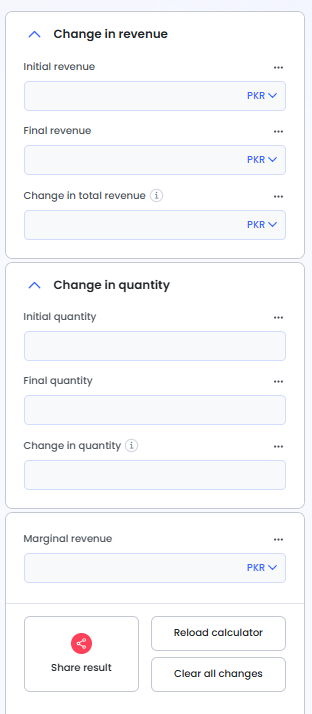 Change in revenue
Initial revenue
PKR
Final revenue
PKR
Change in total revenue
PKR
Change in quantity
Initial quantity
Final quantity
Change in quantity
Marginal revenue
PKR
Share result
Reload calculator
Clear all changes